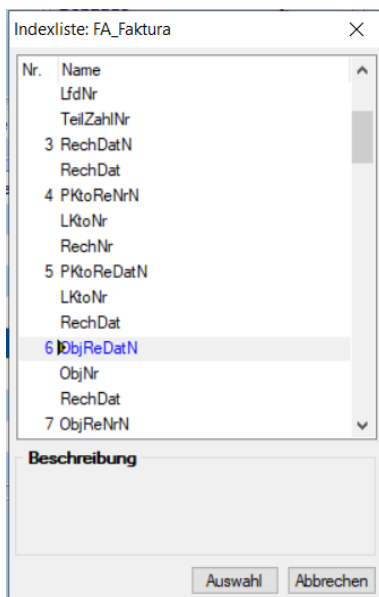 Indexliste: FA_Faktura
Nr. Name
LfdNr
TeilZahlNr
3 RechDatN
RechDat
4 PKtoReNrN
LKtoNr
RechNr
5 PKtoReDatN
LKtoNr
RechDat
6 ObjReDatN
ObjNr
RechDat
7 ObjReNrN
Beschreibung
Auswahl Abbrechen